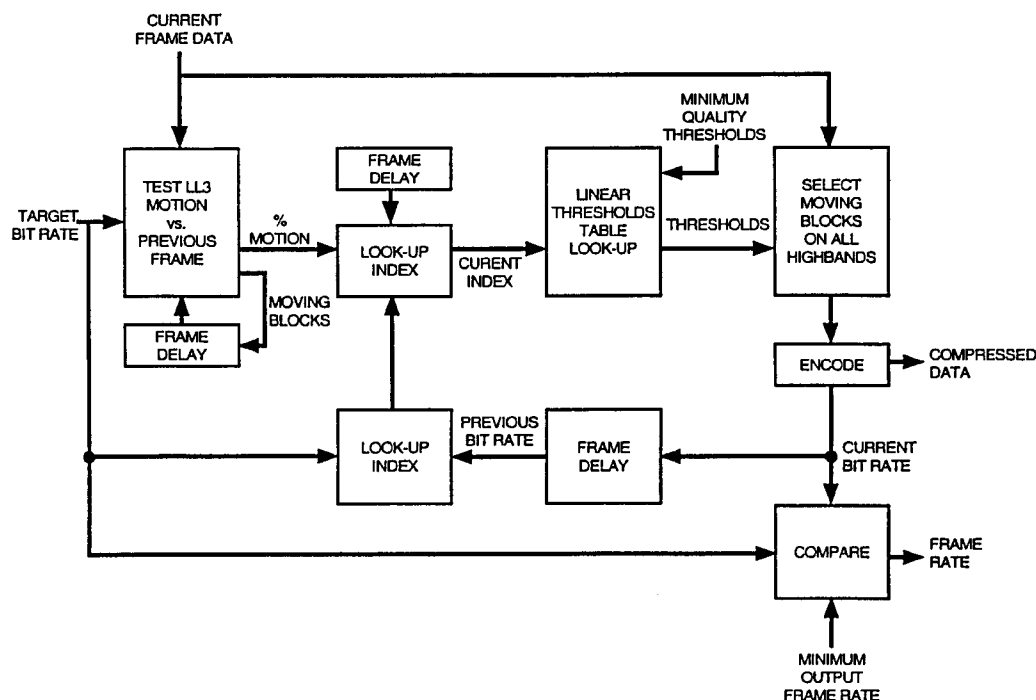 CURRENT
FRAME DATA
MINIMUM
QUALITY
THRESHOLDS
FRAME
DELAY
TEST LL3
MOTION
vs.
PREVIOUS
FRAME
TARGET
BIT RATE
%
MOTION
LOOK-UP
INDEX
CURENT
INDEX
LINEAR
THRESHOLDS
TABLE
LOOK-UP
THRESHOLDS
SELECT
MOVING
BLOCKS
ON ALL
HIGHBANDS
MOVING
BLOCKS
FRAME
DELAY
ENCODE
COMPRESSED
DATA
LOOK-UP
INDEX
PREVIOUS
BIT RATE
FRAME
DELAY
CURRENT
BIT RATE
COMPARE
FRAME
RATE
MINIMUM
OUTPUT
FRAME RATE